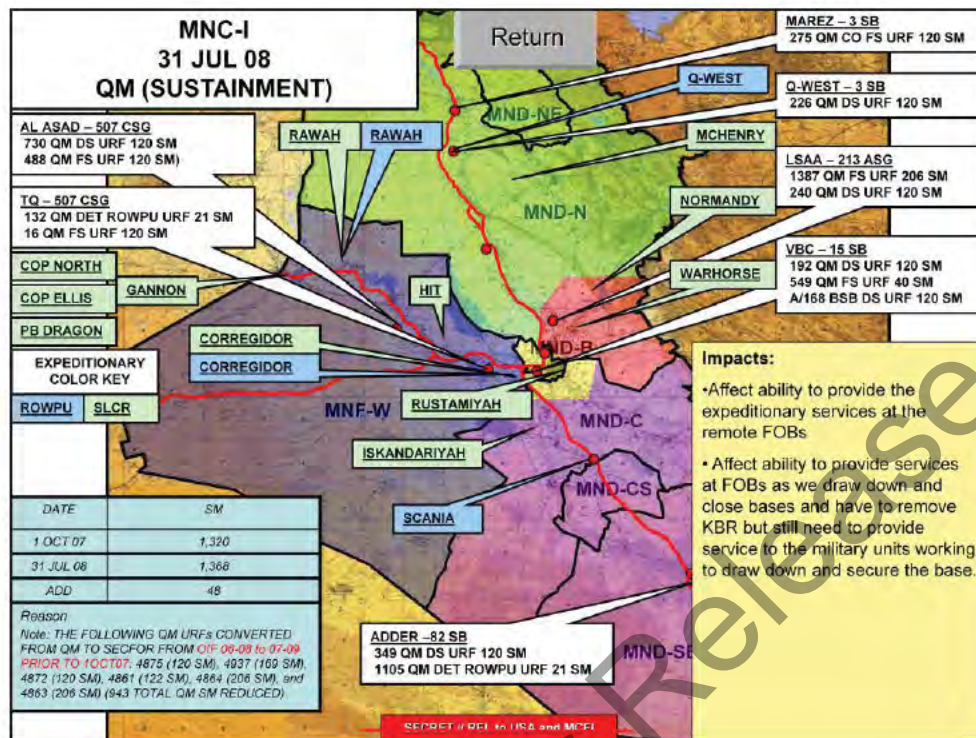 MNC-I
31 JUL 08
QM (SUSTAINMENT)
Return
MAREZ – 3 SB
275 QM CO FS URF 120 SM
Q-WEST
Q-WEST – 3 SB
226 QM DS URF 120 SM
AL ASAD – 507 CSG
730 QM DS URF 120 SM
488 QM FS URF 120 SM)
RAWAH
RAWAH
MND-NE
MCHENRY
LSAA – 213 ASG
1387 QM FS URF 206 SM
240 QM DS URF 120 SM
TQ – 507 CSG
132 QM DET ROWPU URF 21 SM
16 QM FS URF 120 SM
MND-N
NORMANDY
VBC – 15 SB
192 QM DS URF 120 SM
549 QM FS URF 40 SM
A/168 BSB DS URF 120 SM
WARHORSE
COP NORTH
GANNON
HIT
COP ELLIS
PB DRAGON
CORREGIDOR
CORREGIDOR
MND-B
EXPEDITIONARY
COLOR KEY
ROWPU
SLCR
MNF-W
RUSTAMIYAH
MND-C
ISKANDARIYAH
MND-CS
SCANIA
Impacts:
•Affect ability to provide the
expeditionary services at the
remote FOBs
• Affect ability to provide services
at FOBs as we draw down and
close bases and have to remove
KBR but still need to provide
service to the military units working
to draw down and secure the base.
DATE SM
1 OCT 07 1,320
31 JUL 08 1,368
ADD 48
Reason
Note: THE FOLLOWING QM URFs CONVERTED
FROM QM TO SECFOR FROM OIF 06-08 to 07-09
PRIOR TO 1OCT07: 4875 (120 SM), 4937 (169 SM),
4872 (120 SM), 4861 (122 SM), 4864 (206 SM), and
4863 (206 SM) (943 TOTAL QM SM REDUCED)
ADDER –82 SB
349 QM DS URF 120 SM
1105 QM DET ROWPU URF 21 SM
MND-SE
SECRET // REL to USA and MCFI
Release